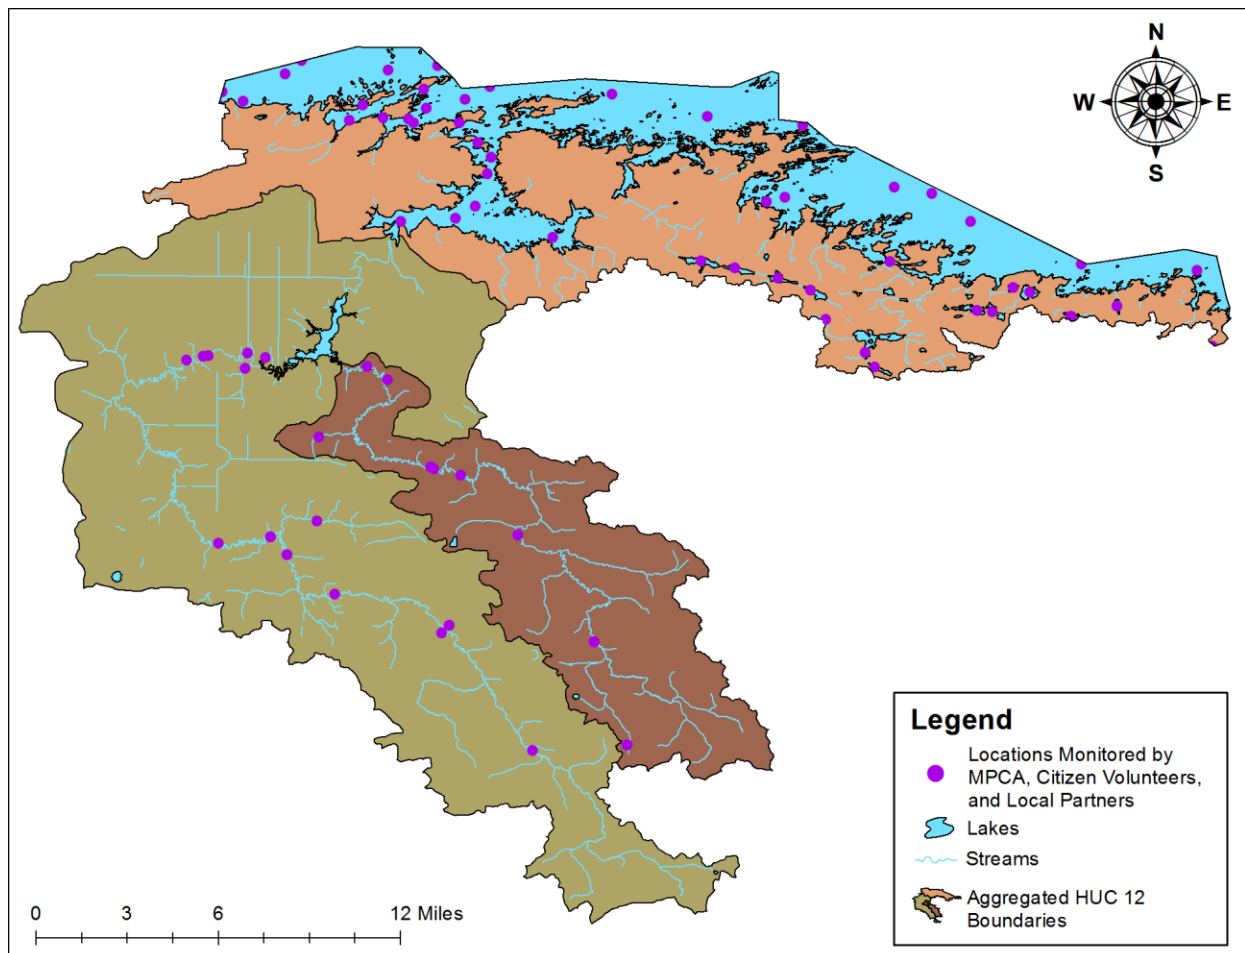 N
W E
S
Legend
Locations Monitored by
MPCA, Citizen Volunteers,
and Local Partners
Lakes
Streams
Aggregated HUC 12
Boundaries
0 3 6 12 Miles